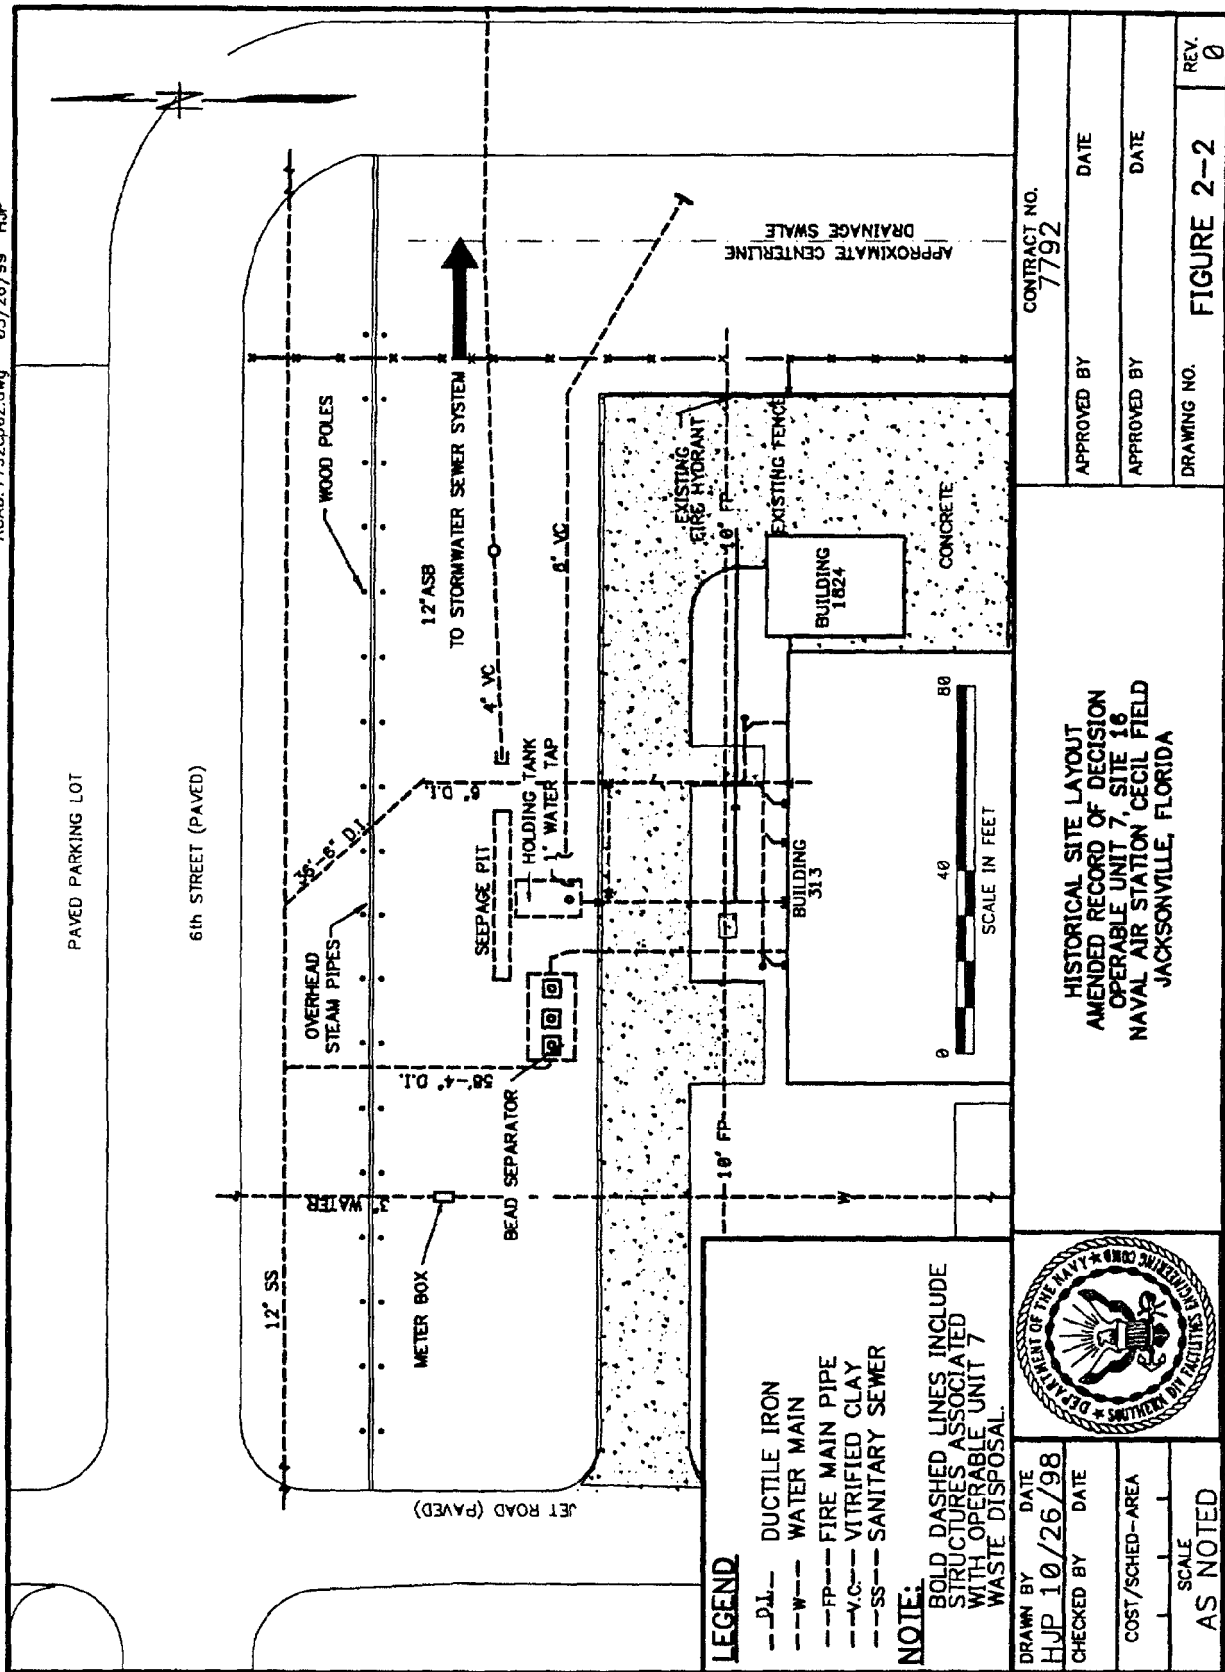 PAVED PARKING LOT
6th STREET (PAVED)
12" SS
OVERHEAD
STEAM PIPES
WOOD POLES
12" ASB
TO STORMWATER SEWER SYSTEM
3" WATER
METER BOX
58'-4" D.I.
6" D.I.
BEAD SEPARATOR
SEEPAGE PIT
HOLDING TANK
1" WATER TAP
4" VC
APPROXIMATE CENTERLINE
DRAINAGE SWALE
JET ROAD (PAVED)
10" FP
W
EXISTING
FIRE HYDRANT
10" FP
EXISTING FENCE
BUILDING
313
BUILDING
1824
CONCRETE
0 40 80
SCALE IN FEET
LEGEND
D.I. DUCTILE IRON
W WATER MAIN
FP FIRE MAIN PIPE
V.C. VITRIFIED CLAY
SS SANITARY SEWER
NOTE:
BOLD DASHED LINES INCLUDE
STRUCTURES ASSOCIATED
WITH OPERABLE UNIT 7
WASTE DISPOSAL.
DRAWN BY DATE
HJP 10/26/98
CHECKED BY DATE
COST/SCHED-AREA
SCALE
AS NOTED
DEPARTMENT OF THE NAVY
SOUTHERN DIV FACILITIES ENGINEERING COMD
HISTORICAL SITE LAYOUT
AMENDED RECORD OF DECISION
OPERABLE UNIT 7, SITE 16
NAVAL AIR STATION CECIL FIELD
JACKSONVILLE, FLORIDA
CONTRACT NO.
7792
APPROVED BY DATE
APPROVED BY DATE
DRAWING NO.
FIGURE 2-2
REV.
0